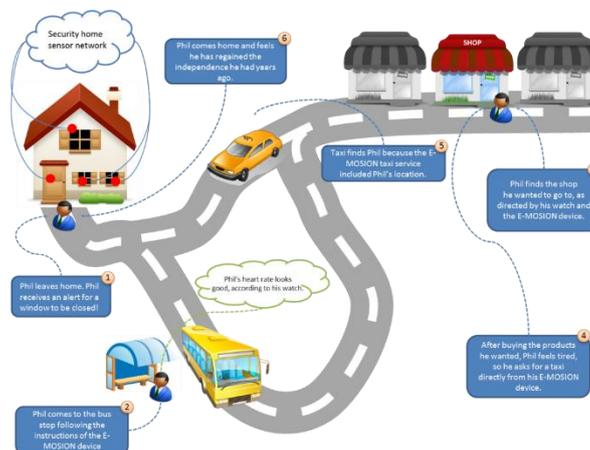 Security home
sensor network
6
Phil comes home and feels
he has regained the
independence he had years
ago.
SHOP
5
Taxi finds Phil because the E-
MOSION taxi service
included Phil's location.
Phil finds the shop
he wanted to go to, as
directed by his watch and
the E-MOSION device.
1
Phil leaves home. Phil
receives an alert for a
window to be closed!
Phil's heart rate looks
good, according to his watch.
4
After buying the products
he wanted, Phil feels tired,
so he asks for a taxi
directly from his E-MOSION
device.
2
Phil comes to the bus
stop following the
instructions of the E-
MOSION device